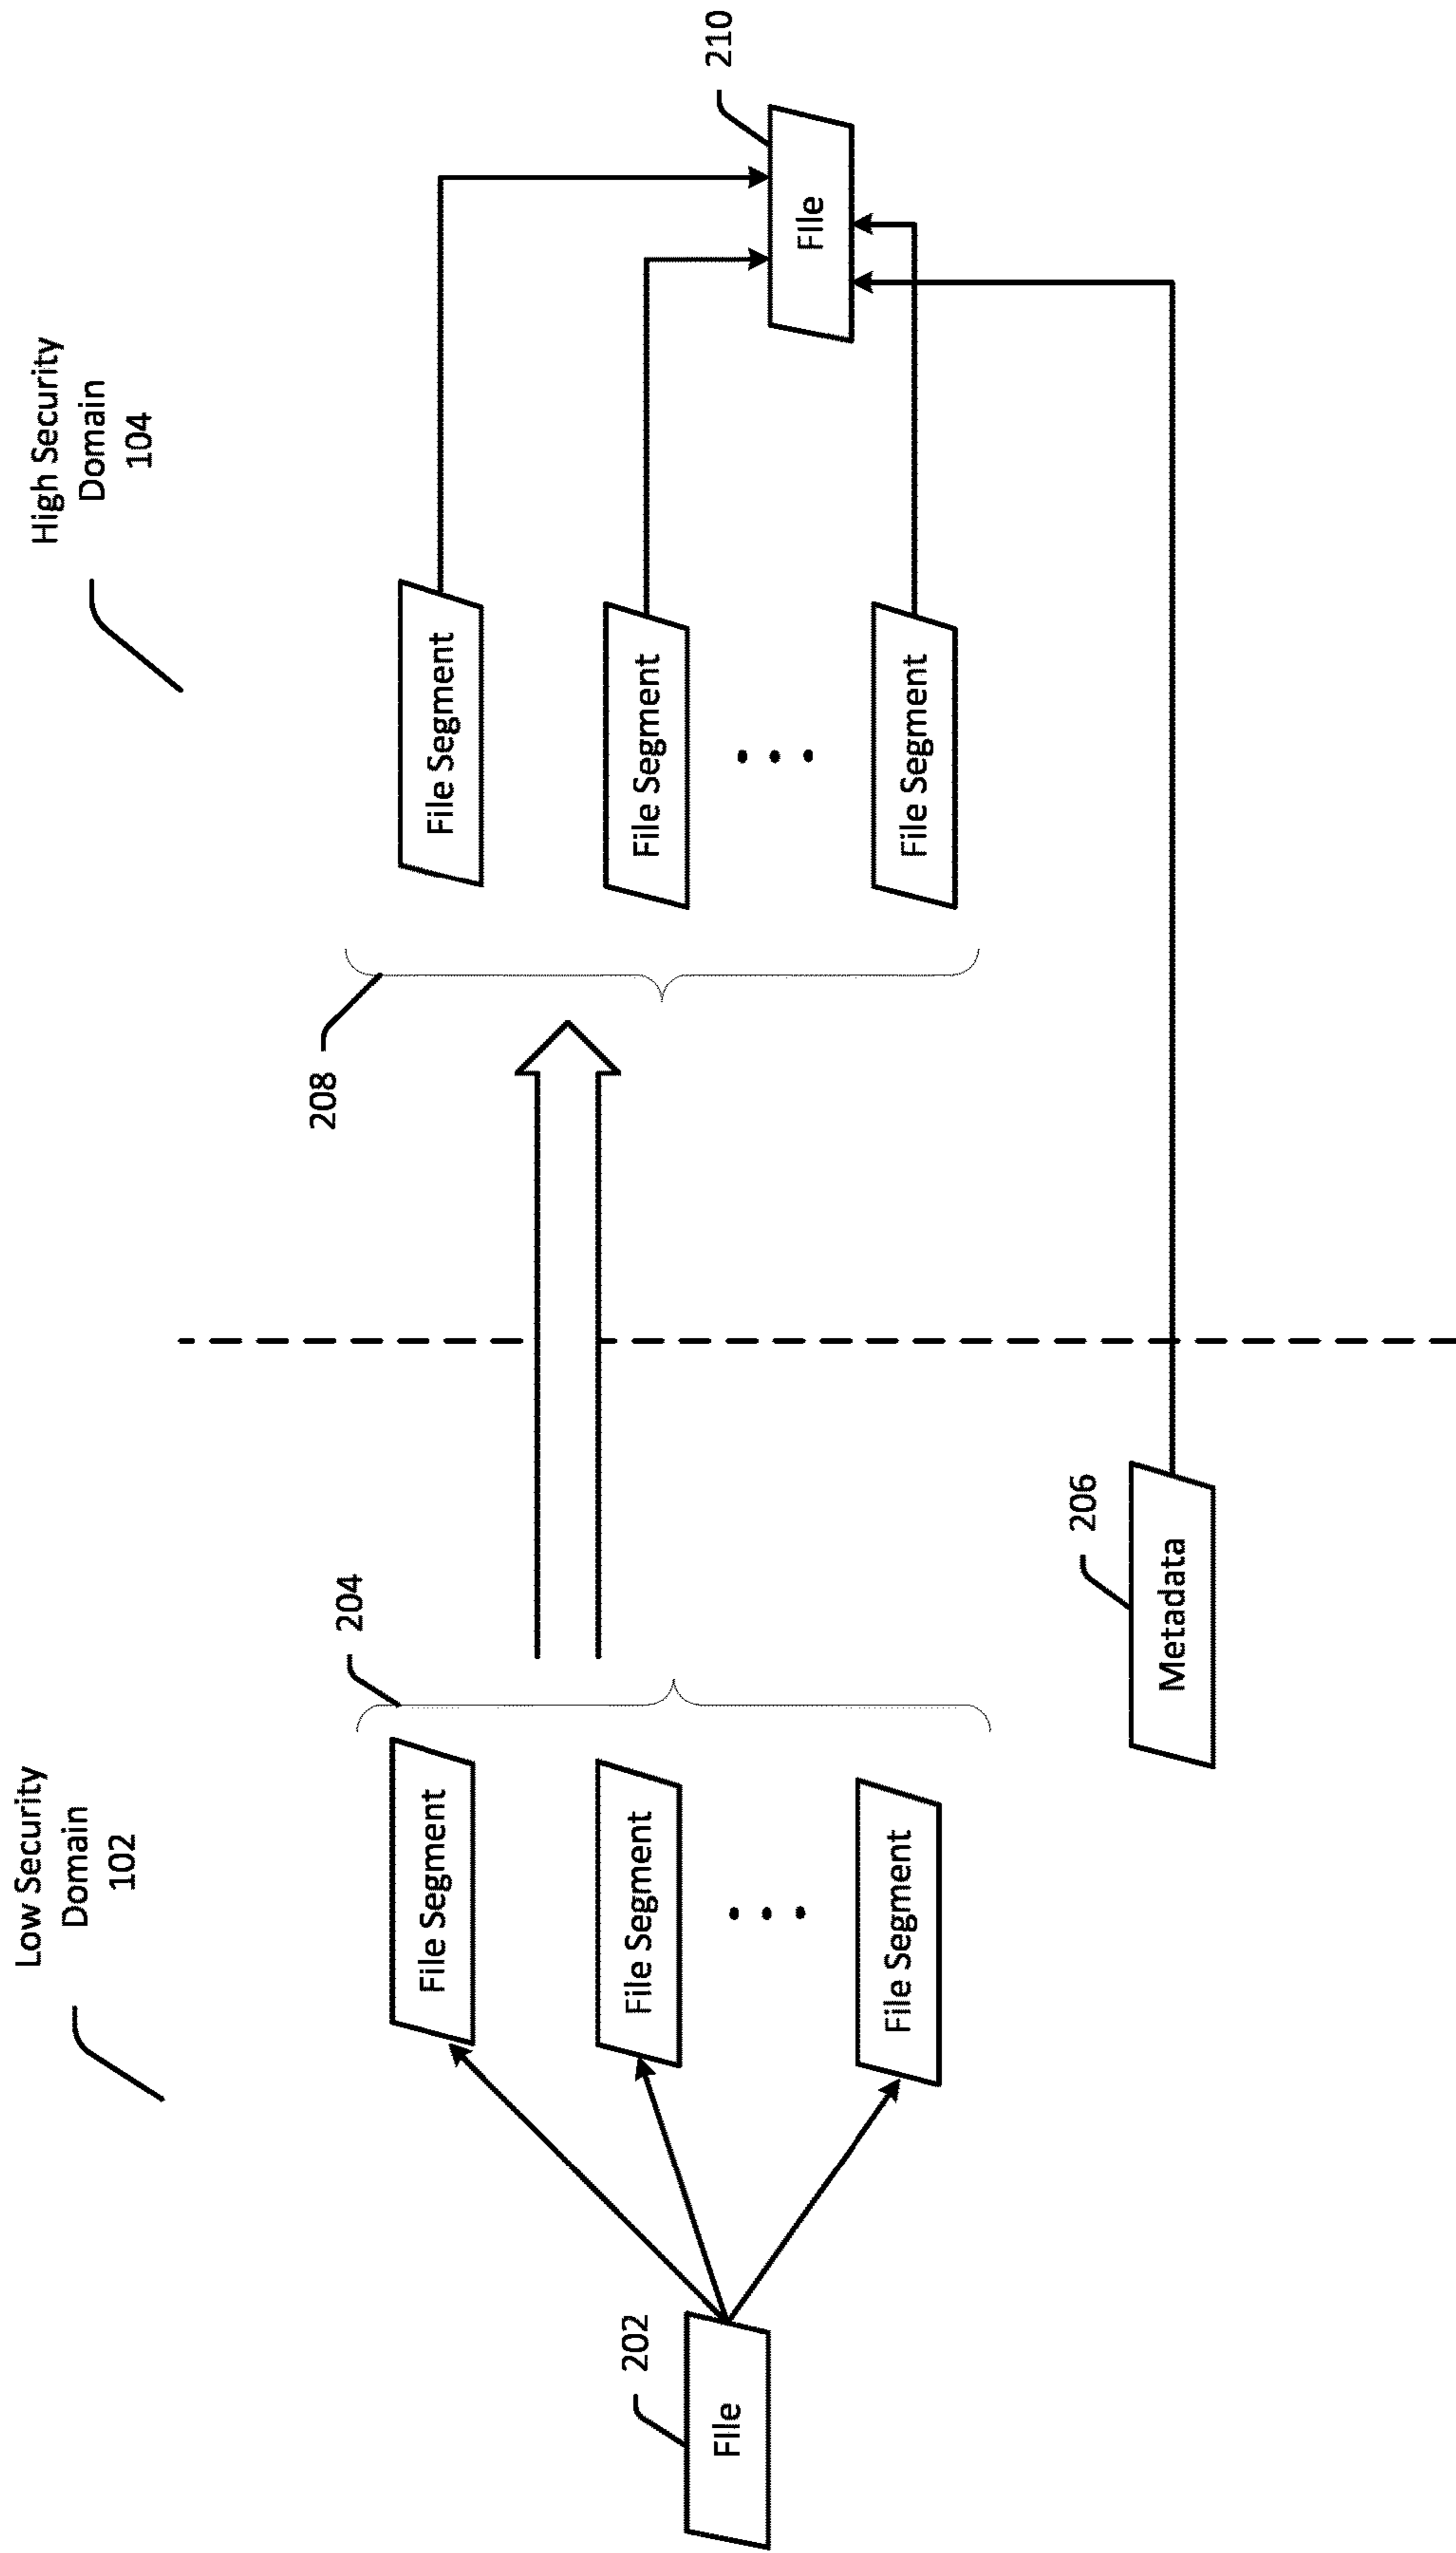 Low Security
Domain
102
High Security
Domain
104
204
208
File Segment
File Segment
File Segment
File Segment
202
210
FIle
FIle
File Segment
File Segment
206
Metadata